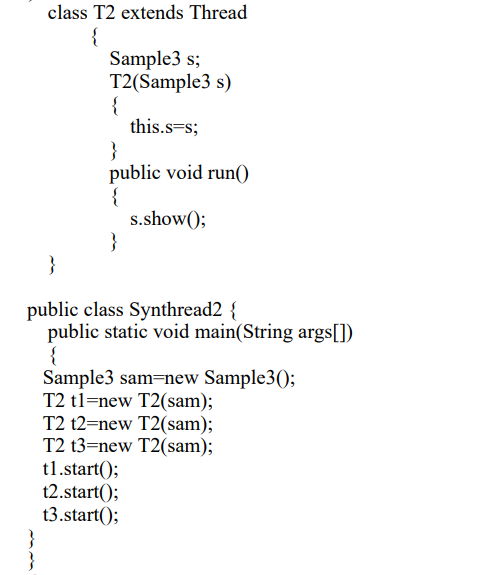 class T2 extends Thread
{
Sample3 s;
T2(Sample3 s)
{
this.s=s;
}
public void run()
{
s.show();
}
}
public class Synthread2 {
public static void main(String args[])
{
Sample3 sam=new Sample3();
T2 t1=new T2(sam);
T2 t2=new T2(sam);
T2 t3=new T2(sam);
t1.start();
t2.start();
t3.start();
}
}